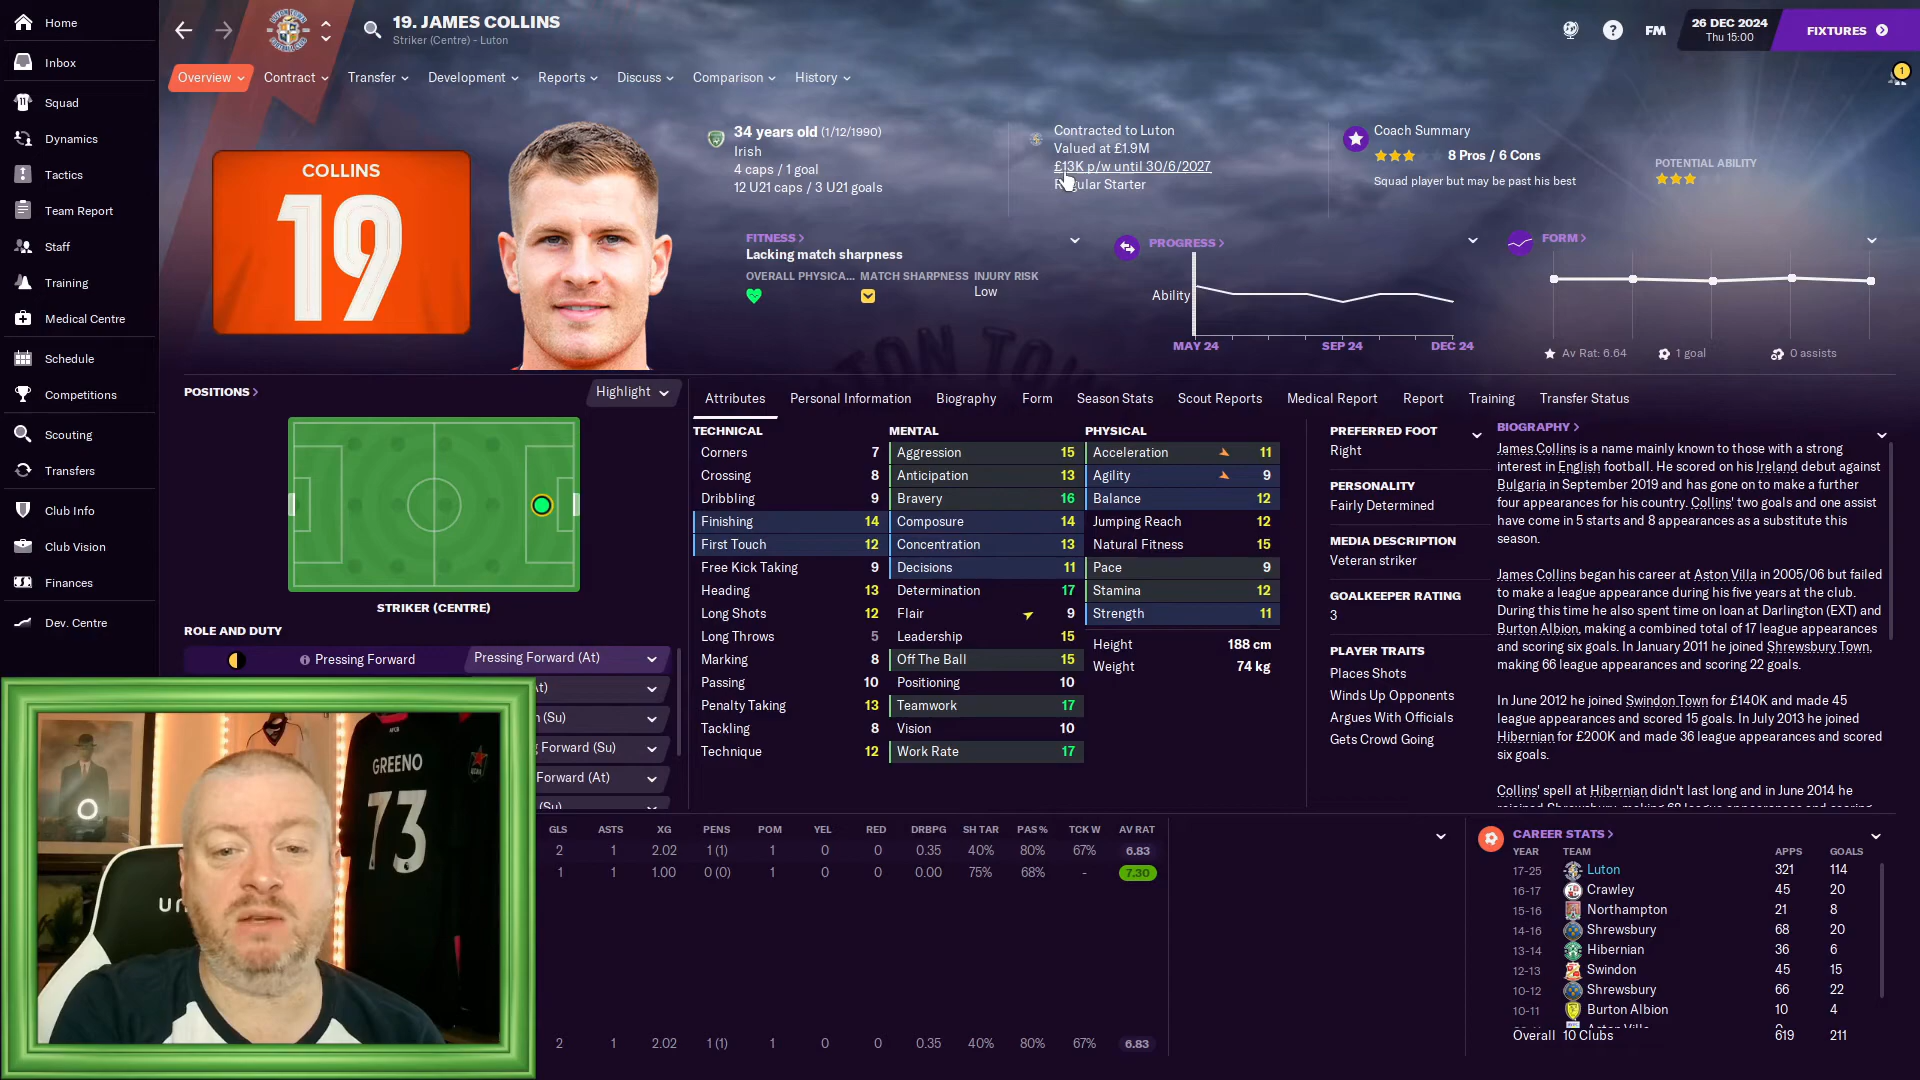 Home
Inbox
Squad
Dynamics
Tactics
Team Report
Staff
Training
Medical Centre
Schedule
Competitions
Scouting
Transfers
Club Info
Club Vision
Finances
Dev. Centre
19. JAMES COLLINS
Striker (Centre) - Luton
FM
26 DEC 2024
Thu 15:00
FIXTURES
1
Overview
Contract
Transfer
Development
Reports
Discuss
Comparison
History
COLLINS
19
34 years old (1/12/1990)
Irish
4 caps / 1 goal
12 U21 caps / 3 U21 goals
Contracted to Luton
Valued at £1.9M
£13K p/w until 30/6/2027
Regular Starter
Coach Summary
8 Pros / 6 Cons
Squad player but may be past his best
POTENTIAL ABILITY
FITNESS >
Lacking match sharpness
OVERALL PHYSICA... MATCH SHARPNESS INJURY RISK
Low
PROGRESS >
Ability
MAY 24 SEP 24 DEC 24
FORM >
Av Rat: 6.64 1 goal 0 assists
POSITIONS >
Highlight
STRIKER (CENTRE)
ROLE AND DUTY
Pressing Forward
Pressing Forward (At)
At)
(Su)
g Forward (Su)
Forward (At)
(Su)
Attributes Personal Information Biography Form Season Stats Scout Reports Medical Report Report Training Transfer Status
TECHNICAL
Corners 7
Crossing 8
Dribbling 9
Finishing 14
First Touch 12
Free Kick Taking 9
Heading 13
Long Shots 12
Long Throws 5
Marking 8
Passing 10
Penalty Taking 13
Tackling 8
Technique 12
MENTAL
Aggression 15
Anticipation 13
Bravery 16
Composure 14
Concentration 13
Decisions 11
Determination 17
Flair 9
Leadership 15
Off The Ball 15
Positioning 10
Teamwork 17
Vision 10
Work Rate 17
PHYSICAL
Acceleration 11
Agility 9
Balance 12
Jumping Reach 12
Natural Fitness 15
Pace 9
Stamina 12
Strength 11
Height 188 cm
Weight 74 kg
PREFERRED FOOT
Right
PERSONALITY
Fairly Determined
MEDIA DESCRIPTION
Veteran striker
GOALKEEPER RATING
3
PLAYER TRAITS
Places Shots
Winds Up Opponents
Argues With Officials
Gets Crowd Going
BIOGRAPHY >
James Collins is a name mainly known to those with a strong
interest in English football. He scored on his Ireland debut against
Bulgaria in September 2019 and has gone on to make a further
four appearances for his country. Collins' two goals and one assist
have come in 5 starts and 8 appearances as a substitute this
season.
James Collins began his career at Aston Villa in 2005/06 but failed
to make a league appearance during his five years at the club.
During this time he also spent time on loan at Darlington (EXT) and
Burton Albion, making a combined total of 17 league appearances
and scoring six goals. In January 2011 he joined Shrewsbury Town,
making 66 league appearances and scoring 22 goals.
In June 2012 he joined Swindon Town for £140K and made 45
league appearances and scored 15 goals. In July 2013 he joined
Hibernian for £200K and made 36 league appearances and scored
six goals.
Collins' spell at Hibernian didn't last long and in June 2014 he
rejoined Shrewsbury, making 68 league appearances and scoring
GLS ASTS XG PENS POM YEL RED DRBPG SH TAR PAS % TCK W AV RAT
2 1 2.02 1 (1) 1 0 0 0.35 40% 80% 67% 6.83
1 1 1.00 0 (0) 1 0 0 0.00 75% 68% - 7.30
2 1 2.02 1 (1) 1 0 0 0.35 40% 80% 67% 6.83
CAREER STATS >
YEAR TEAM APPS GOALS
17-25 Luton 321 114
16-17 Crawley 45 20
15-16 Northampton 21 8
14-16 Shrewsbury 68 20
13-14 Hibernian 36 6
12-13 Swindon 45 15
10-12 Shrewsbury 66 22
10-11 Burton Albion 10 4
Aston Villa
Overall 10 Clubs 619 211
GREENO
73